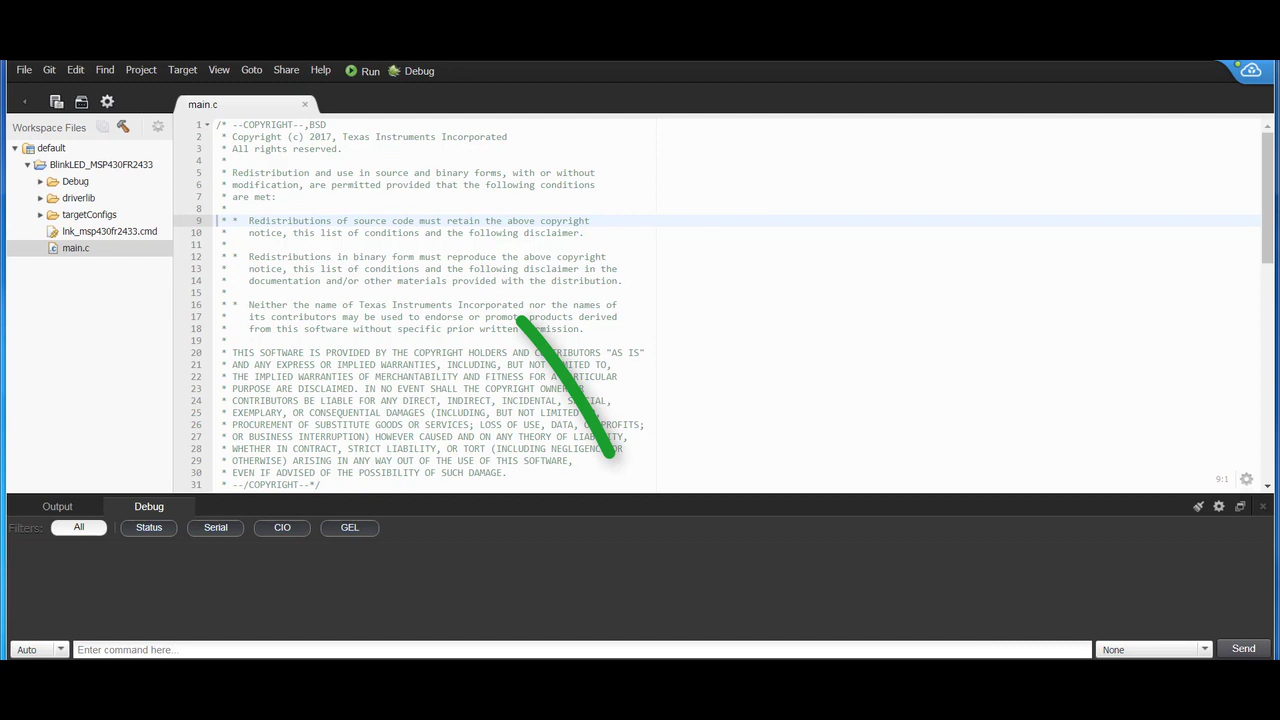 File Git Edit Find Project Target View Goto Share Help Run Debug
main.c
Workspace Files
default
BlinkLED_MSP430FR2433
Debug
driverlib
targetConfigs
lnk_msp430fr2433.cmd
main.c
1 /* --COPYRIGHT--,BSD
2 * Copyright (c) 2017, Texas Instruments Incorporated
3 * All rights reserved.
4 *
5 * Redistribution and use in source and binary forms, with or without
6 * modification, are permitted provided that the following conditions
7 * are met:
8 *
9 * * Redistributions of source code must retain the above copyright
10 * notice, this list of conditions and the following disclaimer.
11 *
12 * * Redistributions in binary form must reproduce the above copyright
13 * notice, this list of conditions and the following disclaimer in the
14 * documentation and/or other materials provided with the distribution.
15 *
16 * * Neither the name of Texas Instruments Incorporated nor the names of
17 * its contributors may be used to endorse or promote products derived
18 * from this software without specific prior written permission.
19 *
20 * THIS SOFTWARE IS PROVIDED BY THE COPYRIGHT HOLDERS AND CONTRIBUTORS "AS IS"
21 * AND ANY EXPRESS OR IMPLIED WARRANTIES, INCLUDING, BUT NOT LIMITED TO,
22 * THE IMPLIED WARRANTIES OF MERCHANTABILITY AND FITNESS FOR A PARTICULAR
23 * PURPOSE ARE DISCLAIMED. IN NO EVENT SHALL THE COPYRIGHT OWNER OR
24 * CONTRIBUTORS BE LIABLE FOR ANY DIRECT, INDIRECT, INCIDENTAL, SPECIAL,
25 * EXEMPLARY, OR CONSEQUENTIAL DAMAGES (INCLUDING, BUT NOT LIMITED TO,
26 * PROCUREMENT OF SUBSTITUTE GOODS OR SERVICES; LOSS OF USE, DATA, OR PROFITS;
27 * OR BUSINESS INTERRUPTION) HOWEVER CAUSED AND ON ANY THEORY OF LIABILITY,
28 * WHETHER IN CONTRACT, STRICT LIABILITY, OR TORT (INCLUDING NEGLIGENCE OR
29 * OTHERWISE) ARISING IN ANY WAY OUT OF THE USE OF THIS SOFTWARE,
30 * EVEN IF ADVISED OF THE POSSIBILITY OF SUCH DAMAGE.
31 * --/COPYRIGHT--*/
9:1
Output Debug
Filters: All Status Serial CIO GEL
Auto Enter command here... None Send